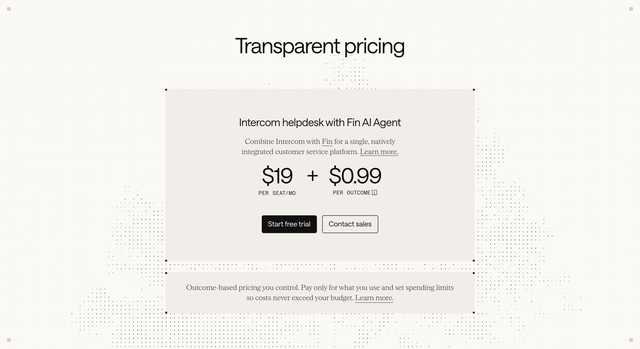 Transparent pricing
Intercom helpdesk with Fin AI Agent
Combine Intercom with Fin for a single, natively
integrated customer service platform. Learn more.
$19 + $0.99
PER SEAT/MO PER OUTCOME
Start free trial Contact sales
Outcome-based pricing you control. Pay only for what you use and set spending limits
so costs never exceed your budget. Learn more.